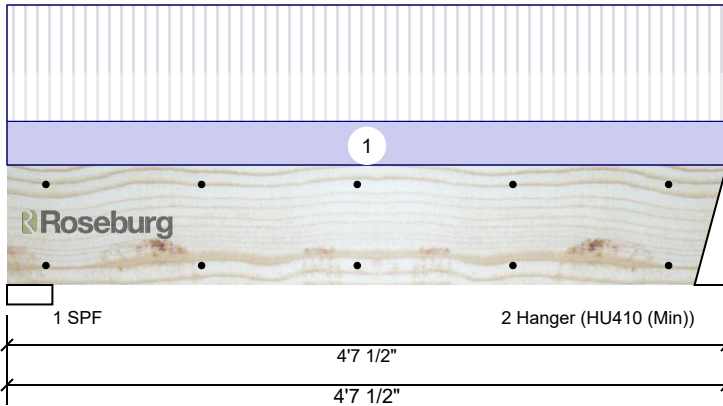 1
Roseburg
1 SPF
2 Hanger (HU410 (Min))
4'7 1/2"
4'7 1/2"